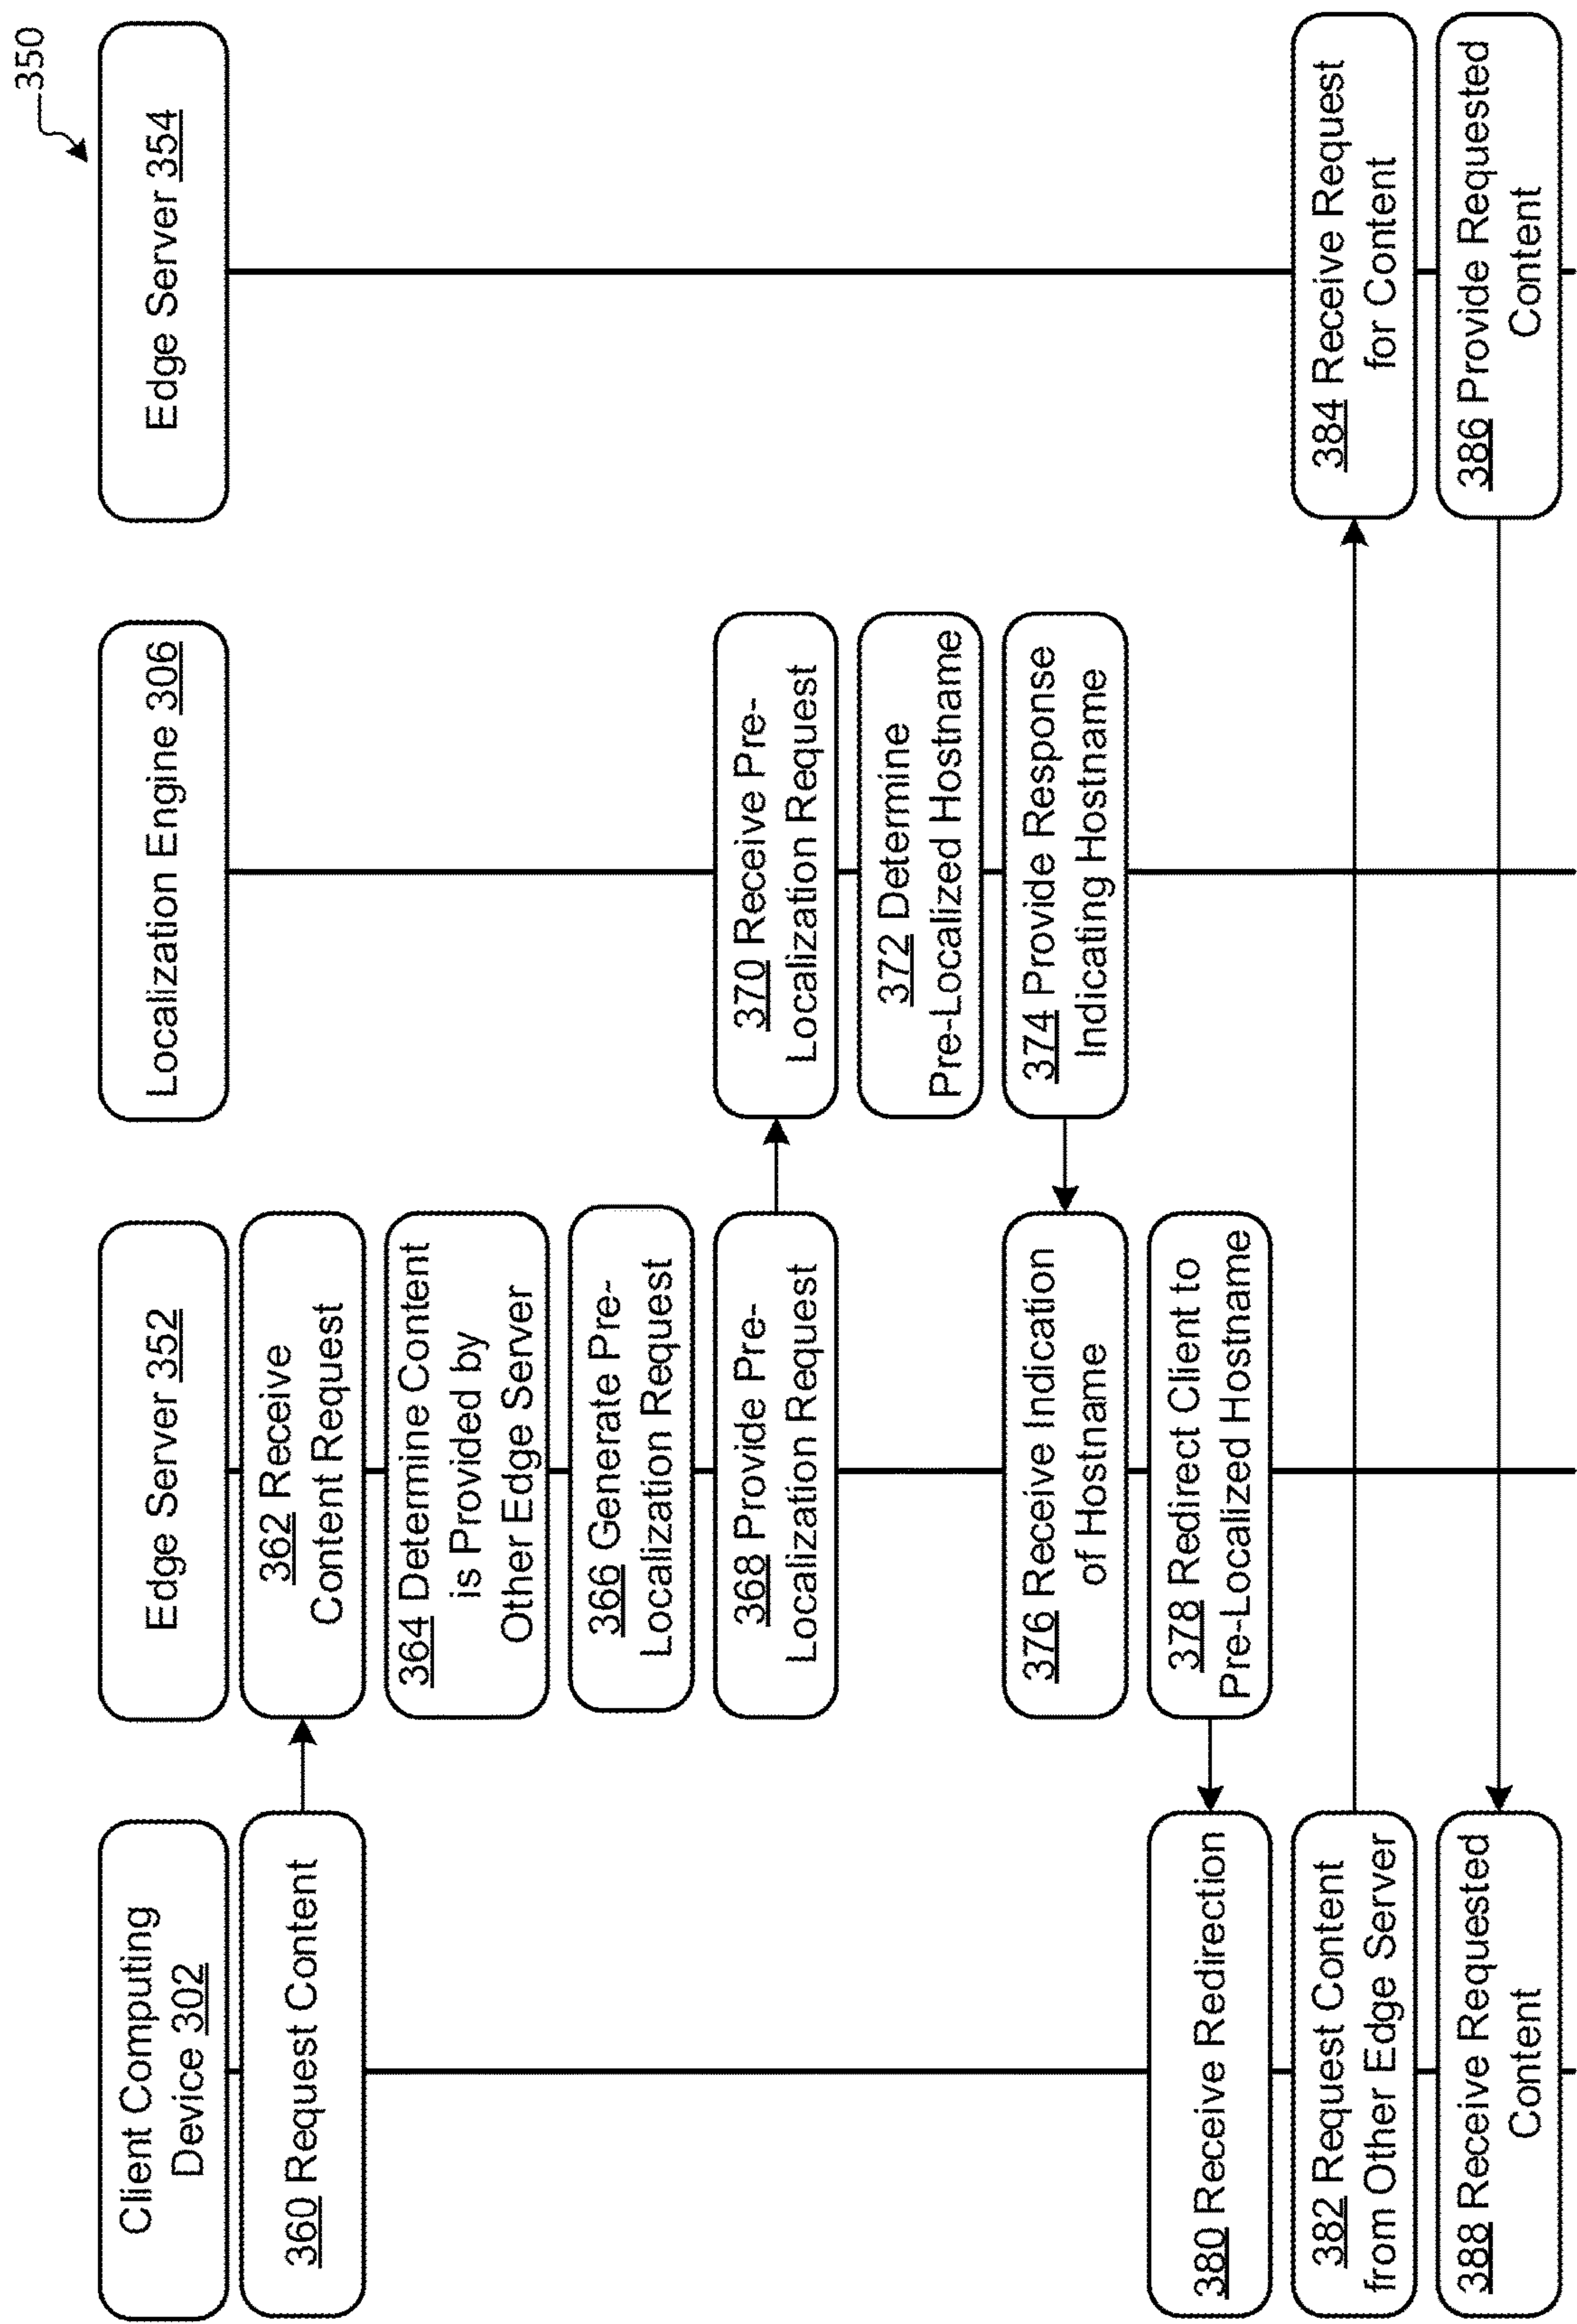 350
Client Computing
Device 302
Edge Server 352
Localization Engine 306
Edge Server 354
360 Request Content
362 Receive
Content Request
364 Determine Content
is Provided by
Other Edge Server
366 Generate Pre-
Localization Request
368 Provide Pre-
Localization Request
370 Receive Pre-
Localization Request
372 Determine
Pre-Localized Hostname
374 Provide Response
Indicating Hostname
376 Receive Indication
of Hostname
378 Redirect Client to
Pre-Localized Hostname
380 Receive Redirection
382 Request Content
from Other Edge Server
384 Receive Request
for Content
386 Provide Requested
Content
388 Receive Requested
Content